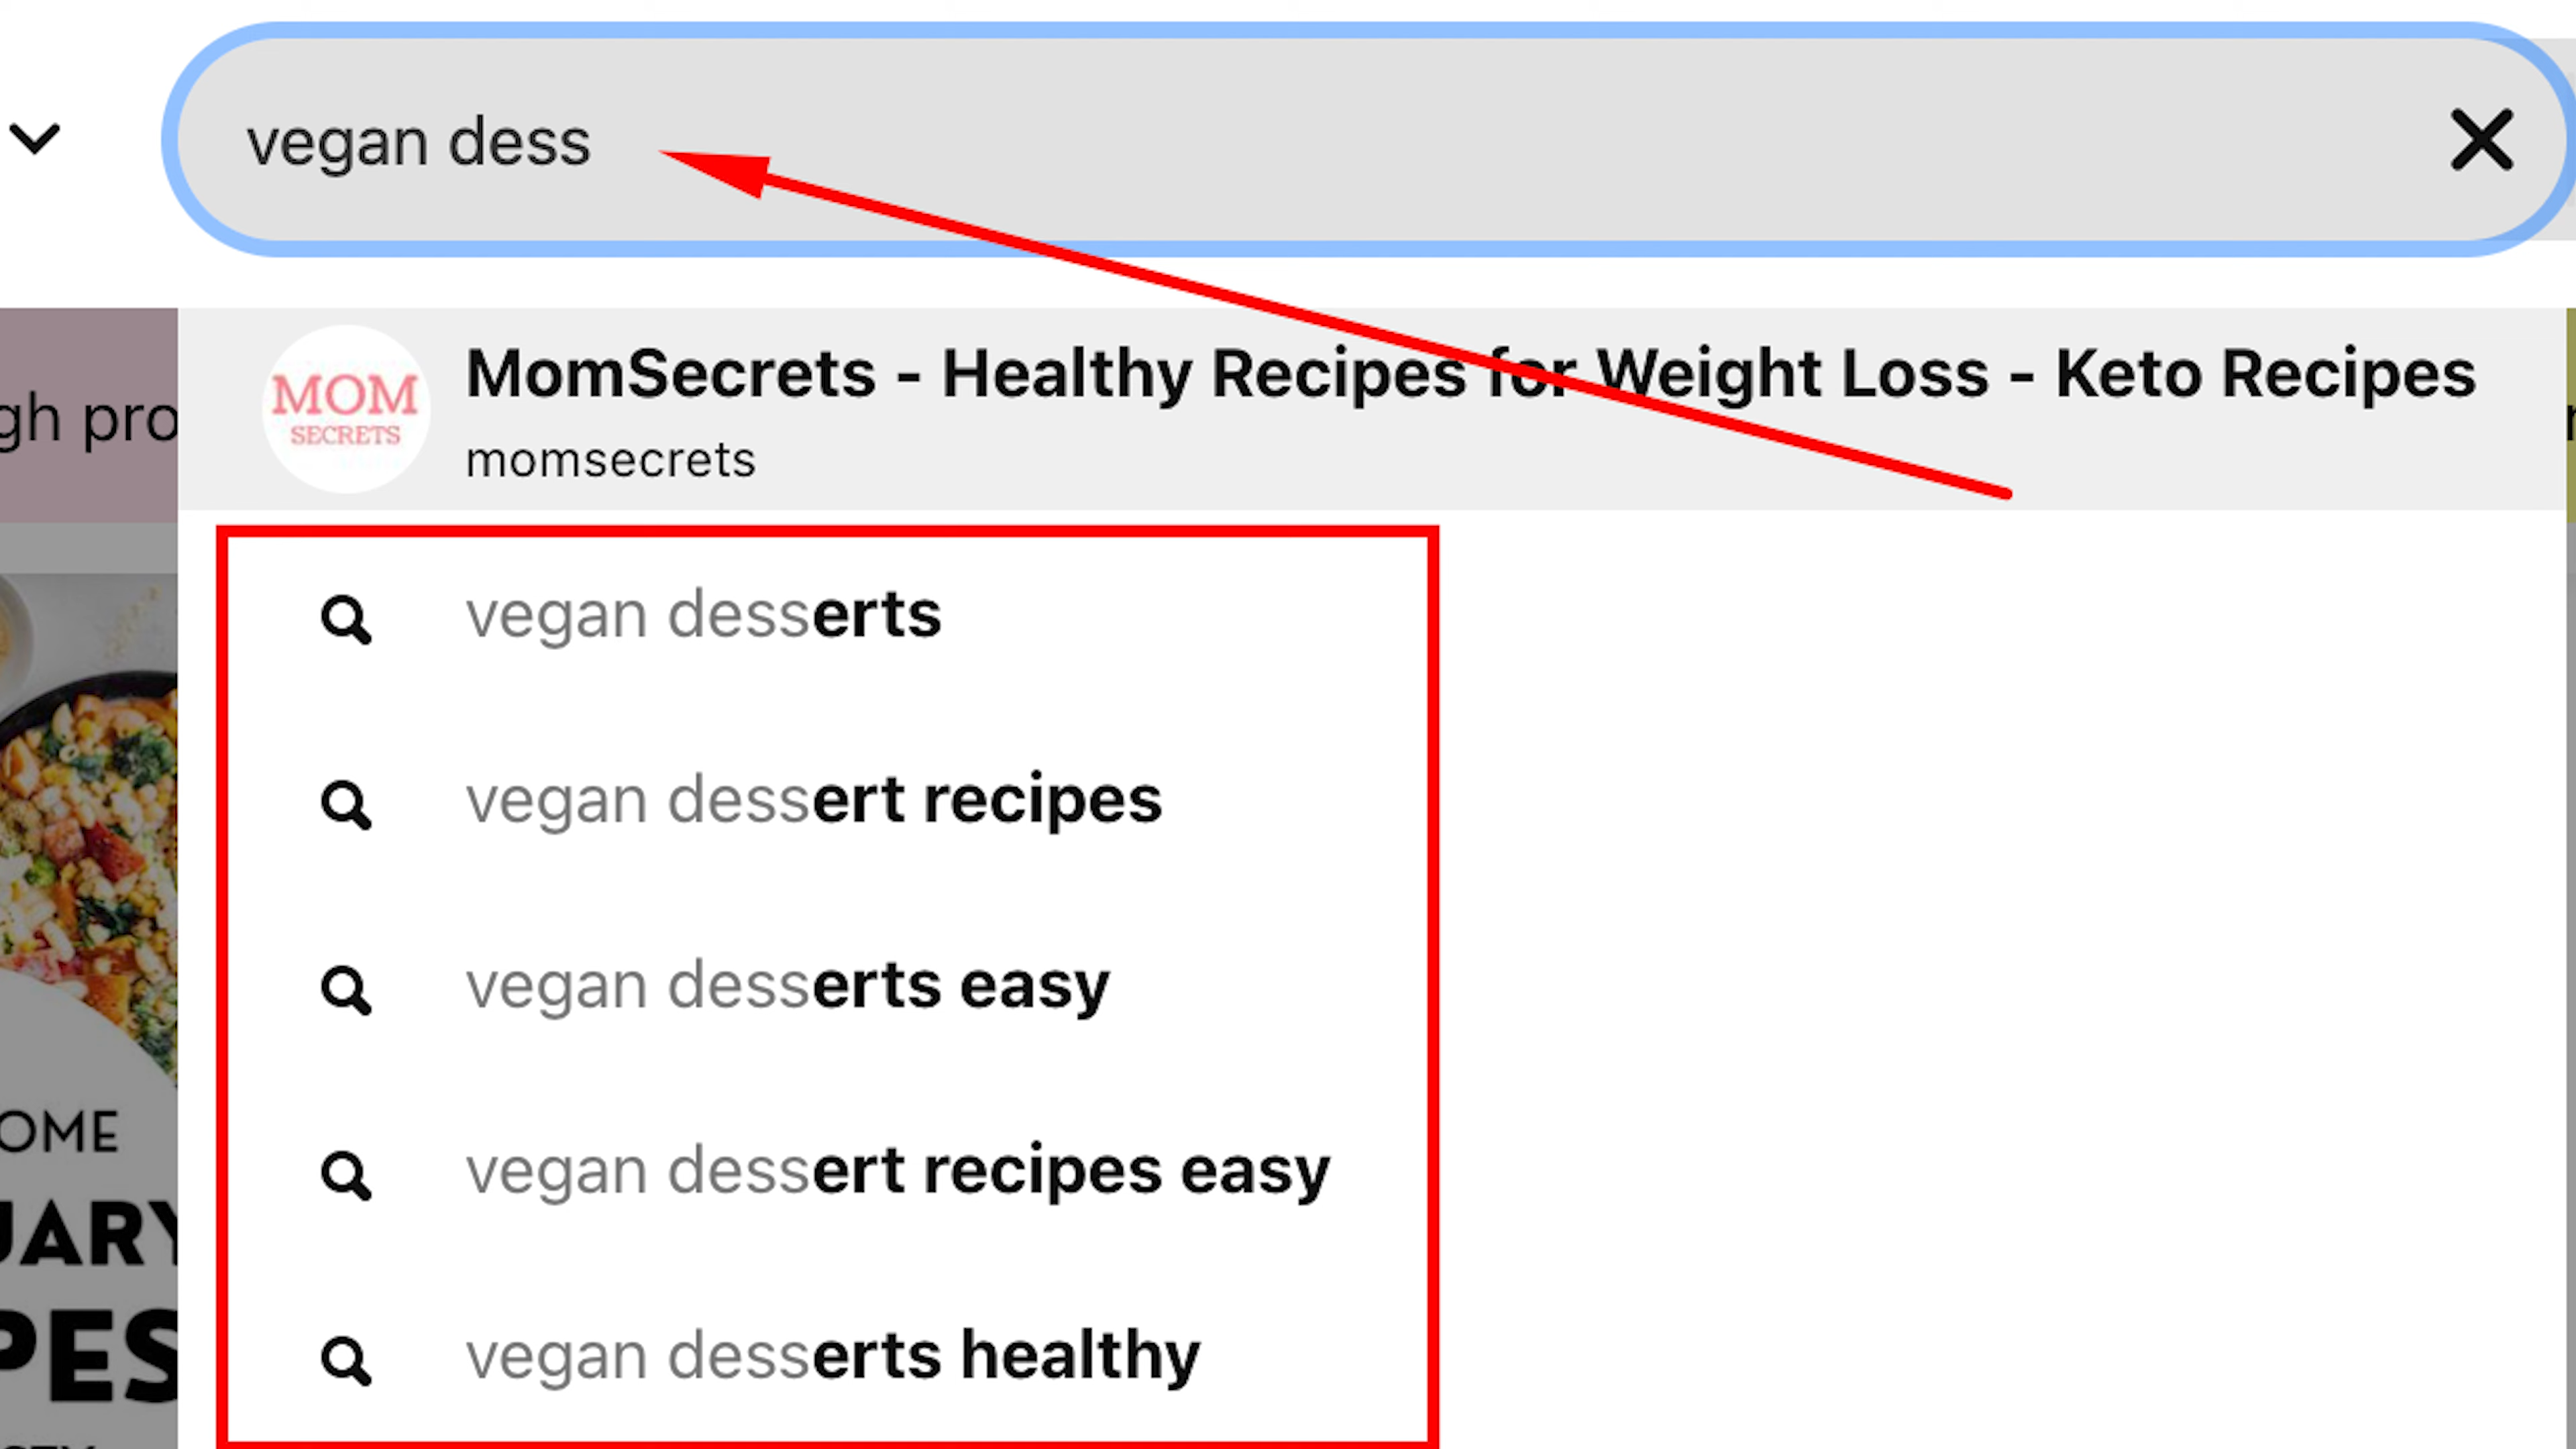 vegan dess
MOM
SECRETS
MomSecrets - Healthy Recipes for Weight Loss - Keto Recipes
momsecrets
gh pro
vegan desserts
vegan dessert recipes
vegan desserts easy
vegan dessert recipes easy
vegan desserts healthy
OME
UARY
PES